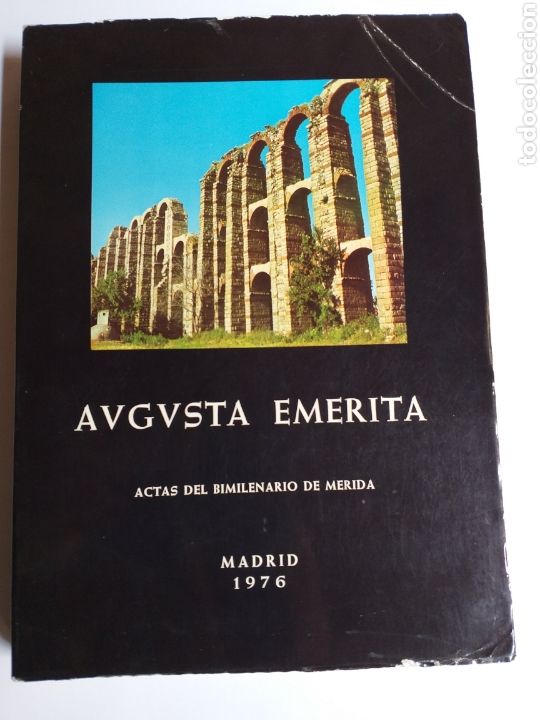 AVGVSTA EMERITA
ACTAS DEL BIMILENARIO DE MERIDA
MADRID
1976
todocoleccion